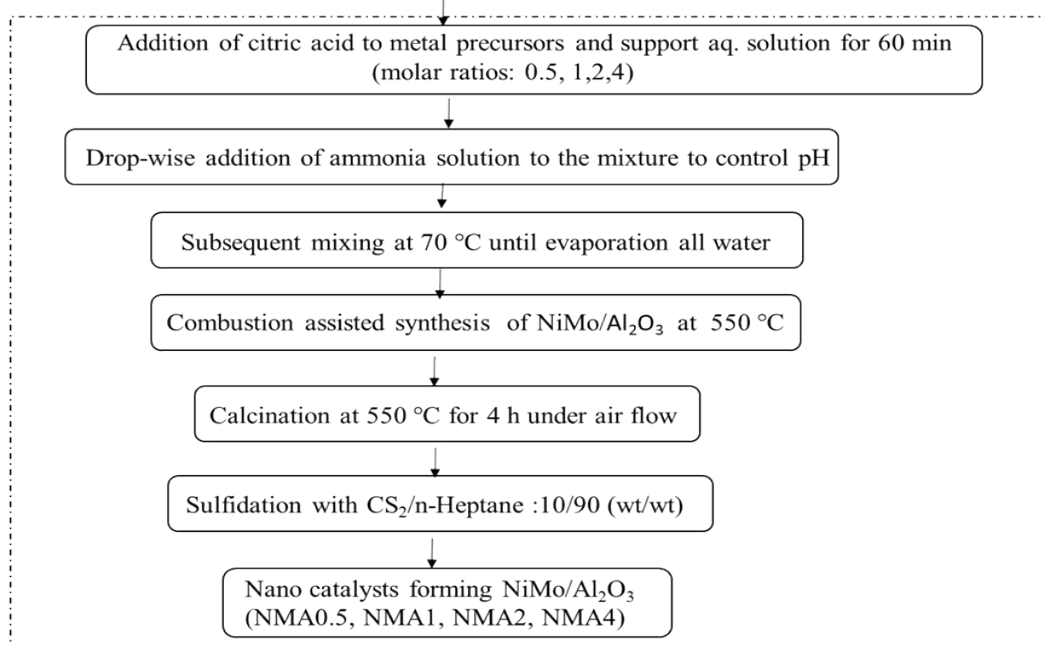 Addition of citric acid to metal precursors and support aq. solution for 60 min
(molar ratios: 0.5, 1,2,4)
Drop-wise addition of ammonia solution to the mixture to control pH
Subsequent mixing at 70 °C until evaporation all water
Combustion assisted synthesis of NiMo/Al₂O₃ at 550 °C
Calcination at 550 °C for 4 h under air flow
Sulfidation with CS₂/n-Heptane :10/90 (wt/wt)
Nano catalysts forming NiMo/Al₂O₃
(NMA0.5, NMA1, NMA2, NMA4)